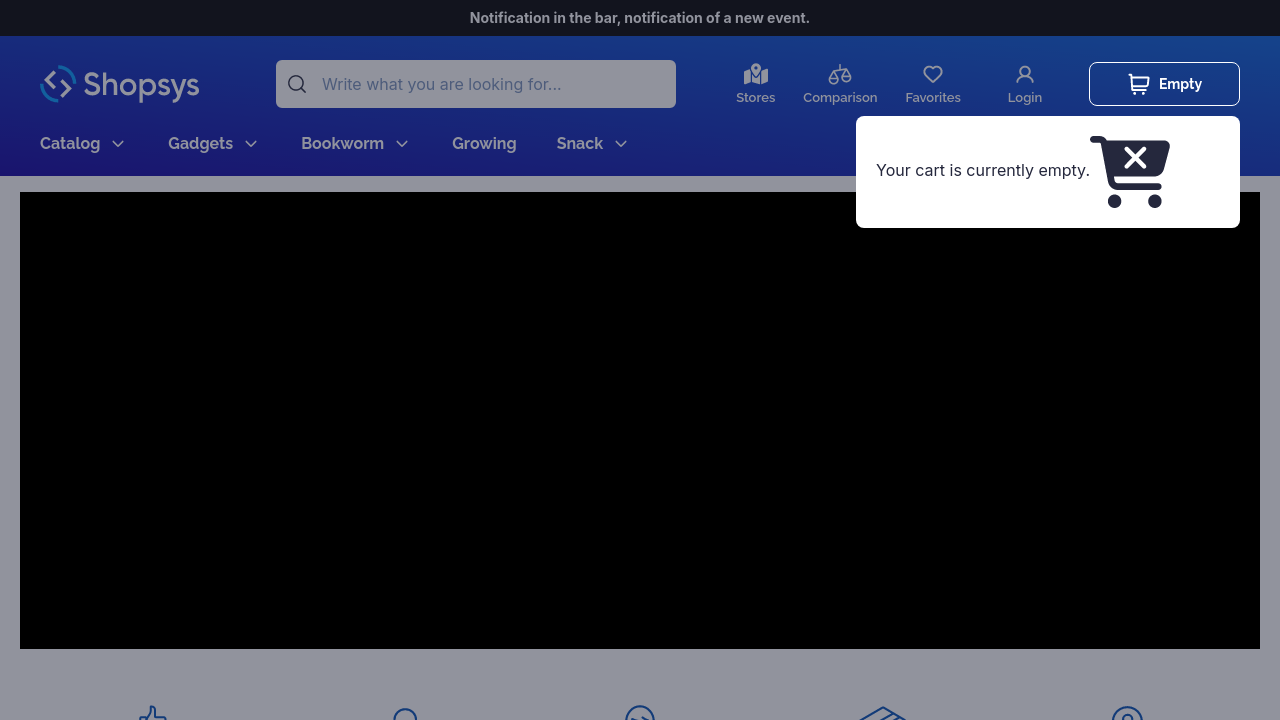 Notification in the bar, notification of a new event.
Shopsys
Write what you are looking for...
Stores
Comparison
Favorites
Login
Empty
Catalog
Gadgets
Bookworm
Growing
Snack
Your cart is currently empty.